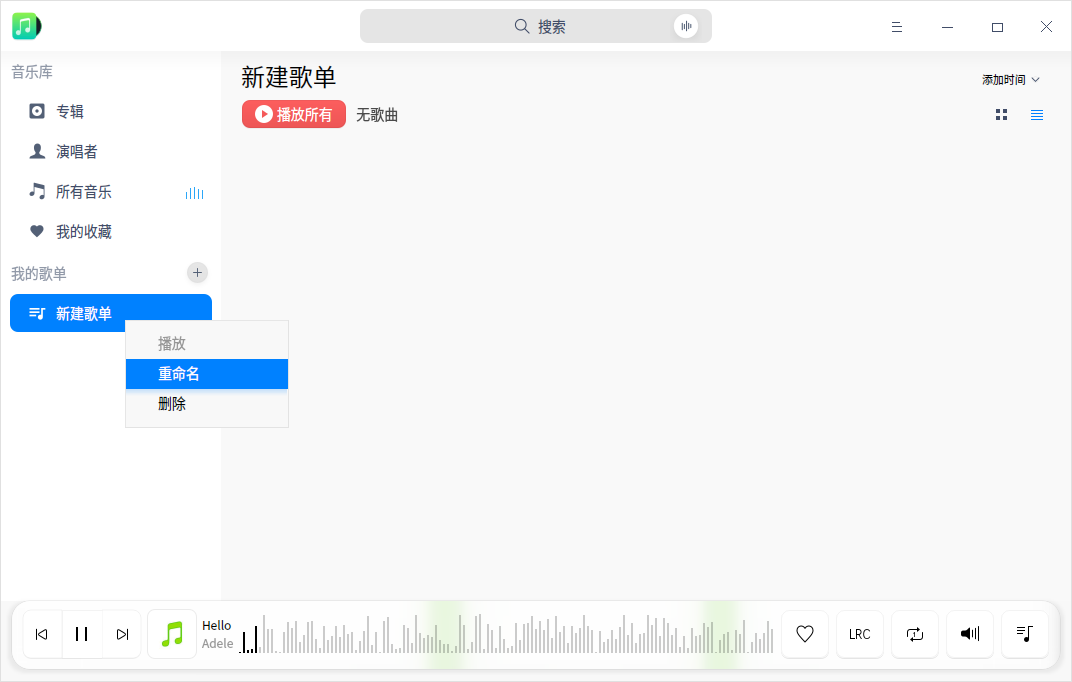 搜索
音乐库
专辑
演唱者
所有音乐
我的收藏
我的歌单
新建歌单
播放
重命名
删除
新建歌单
添加时间
播放所有 无歌曲
Hello
Adele
LRC